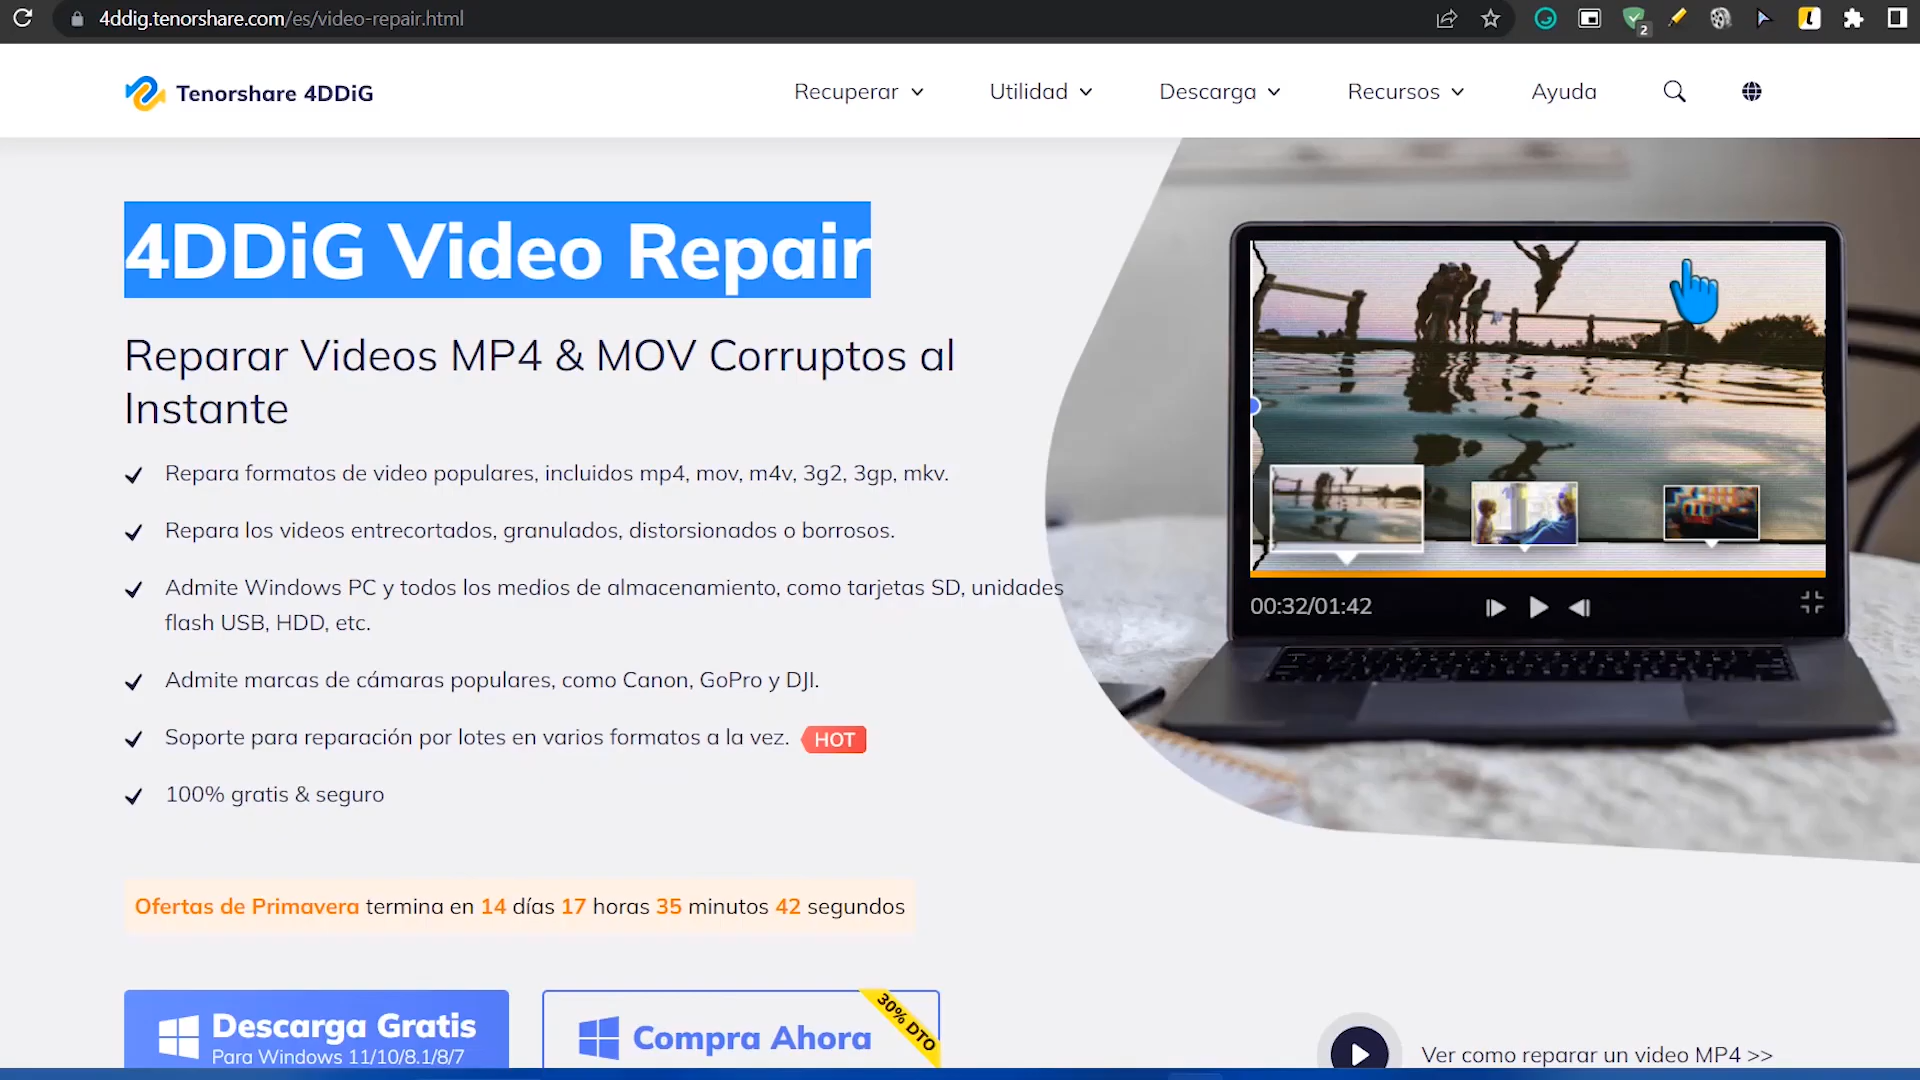 4ddig.tenorshare.com/es/video-repair.html
2
Tenorshare 4DDiG
Recuperar
Utilidad
Descarga
Recursos
Ayuda
4DDiG Video Repair
Reparar Videos MP4 & MOV Corruptos al
Instante
Repara formatos de video populares, incluidos mp4, mov, m4v, 3g2, 3gp, mkv.
Repara los videos entrecortados, granulados, distorsionados o borrosos.
Admite Windows PC y todos los medios de almacenamiento, como tarjetas SD, unidades
flash USB, HDD, etc.
Admite marcas de cámaras populares, como Canon, GoPro y DJI.
Soporte para reparación por lotes en varios formatos a la vez. HOT
100% gratis & seguro
00:32/01:42
Ofertas de Primavera termina en 14 días 17 horas 35 minutos 42 segundos
Descarga Gratis
Para Windows 11/10/8.1/8/7
Compra Ahora
30% DTO
Ver como reparar un video MP4 >>